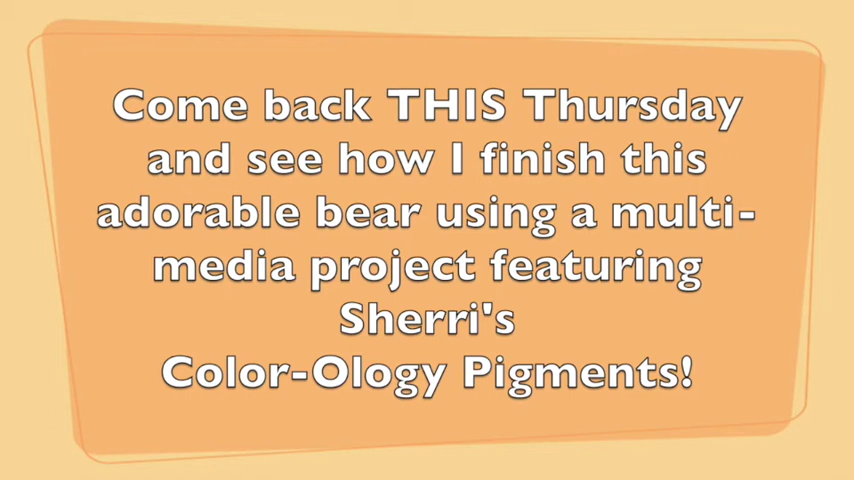 Come back THIS Thursday
and see how I finish this
adorable bear using a multi-
media project featuring
Sherri's
Color-Ology Pigments!